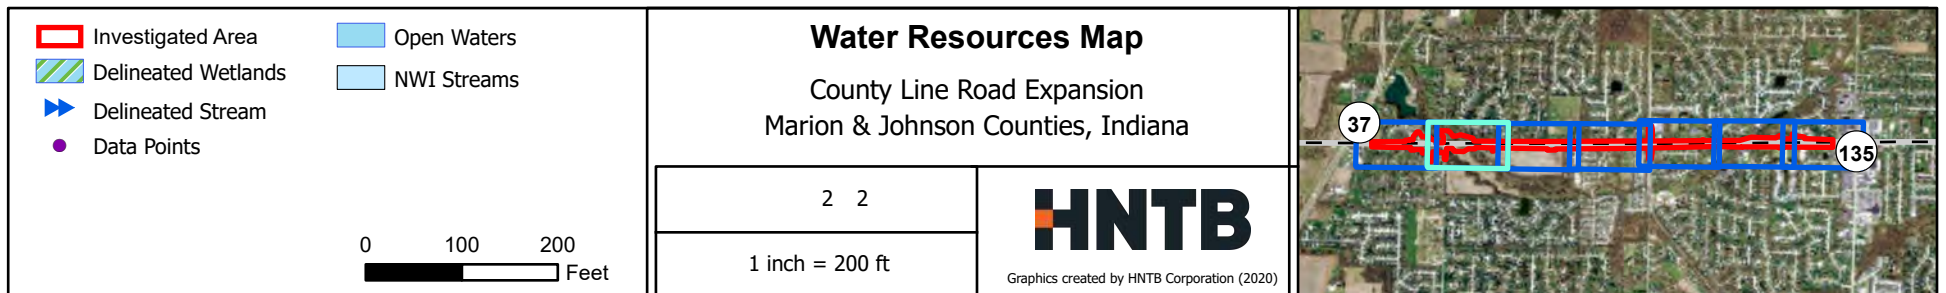 Investigated Area
Delineated Wetlands
Delineated Stream
Data Points
Open Waters
NWI Streams
0 100 200
Feet
Water Resources Map
County Line Road Expansion
Marion & Johnson Counties, Indiana
2 2
1 inch = 200 ft
HNTB
Graphics created by HNTB Corporation (2020)
37
135